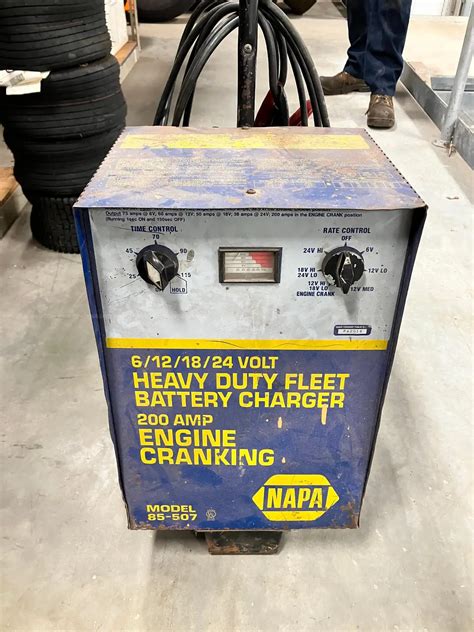 Output 75 amps @ 6V, 60 amps @ 12V, 50 amps @ 18V, 38 amps @ 24V, 200 amps in the ENGINE CRANK position
TIME CONTROL
70
45
90
25
115
HOLD
RATE CONTROL
OFF
24V HI
6V
18V HI
24V LO
12V LO
12V HI
18V LO
ENGINE CRANK
12V MED
6/12/18/24 VOLT
HEAVY DUTY FLEET
BATTERY CHARGER
200 AMP
ENGINE
CRANKING
NAPA
MODEL
85-507